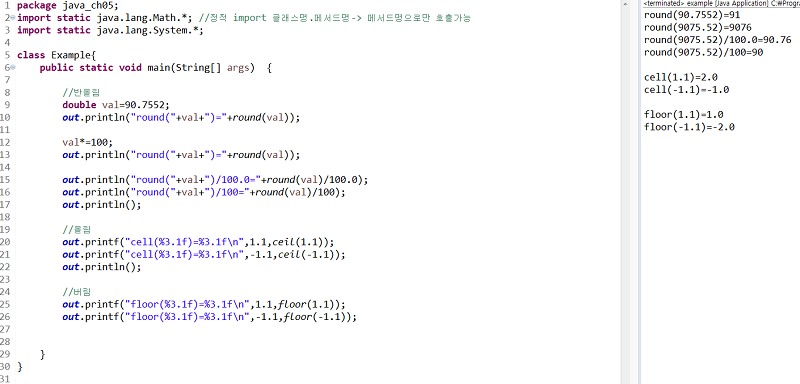 1 package java_ch05;
2 import static java.lang.Math.*; //정적 import 클래스명.메서드명-> 메서드명으로만 호출가능
3 import static java.lang.System.*;
4
5 class Example{
6 public static void main(String[] args) {
7
8 //반올림
9 double val=90.7552;
10 out.println("round("+val+")="+round(val));
11
12 val*=100;
13 out.println("round("+val+")="+round(val));
14
15 out.println("round("+val+")/100.0="+round(val)/100.0);
16 out.println("round("+val+")/100="+round(val)/100);
17 out.println();
18
19 //올림
20 out.printf("cell(%3.1f)=%3.1f\n",1.1,ceil(1.1));
21 out.printf("cell(%3.1f)=%3.1f\n",-1.1,ceil(-1.1));
22 out.println();
23
24 //버림
25 out.printf("floor(%3.1f)=%3.1f\n",1.1,floor(1.1));
26 out.printf("floor(%3.1f)=%3.1f\n",-1.1,floor(-1.1));
27
28
29 }
30 }
31
<terminated> example [Java Application] C:₩Progra
round(90.7552)=91
round(9075.52)=9076
round(9075.52)/100.0=90.76
round(9075.52)/100=90
cell(1.1)=2.0
cell(-1.1)=-1.0
floor(1.1)=1.0
floor(-1.1)=-2.0